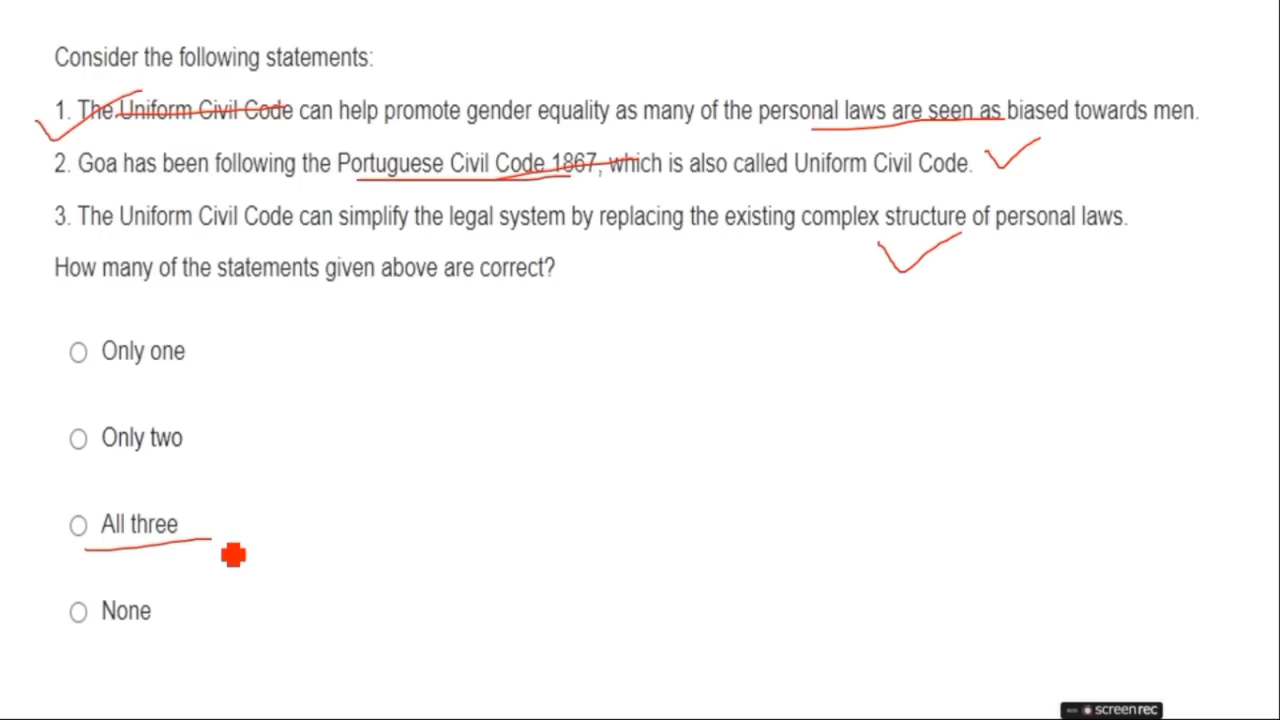 Consider the following statements:
1. The Uniform Civil Code can help promote gender equality as many of the personal laws are seen as biased towards men.
2. Goa has been following the Portuguese Civil Code 1867, which is also called Uniform Civil Code.
3. The Uniform Civil Code can simplify the legal system by replacing the existing complex structure of personal laws.
How many of the statements given above are correct?
Only one
Only two
All three
None
screenrec